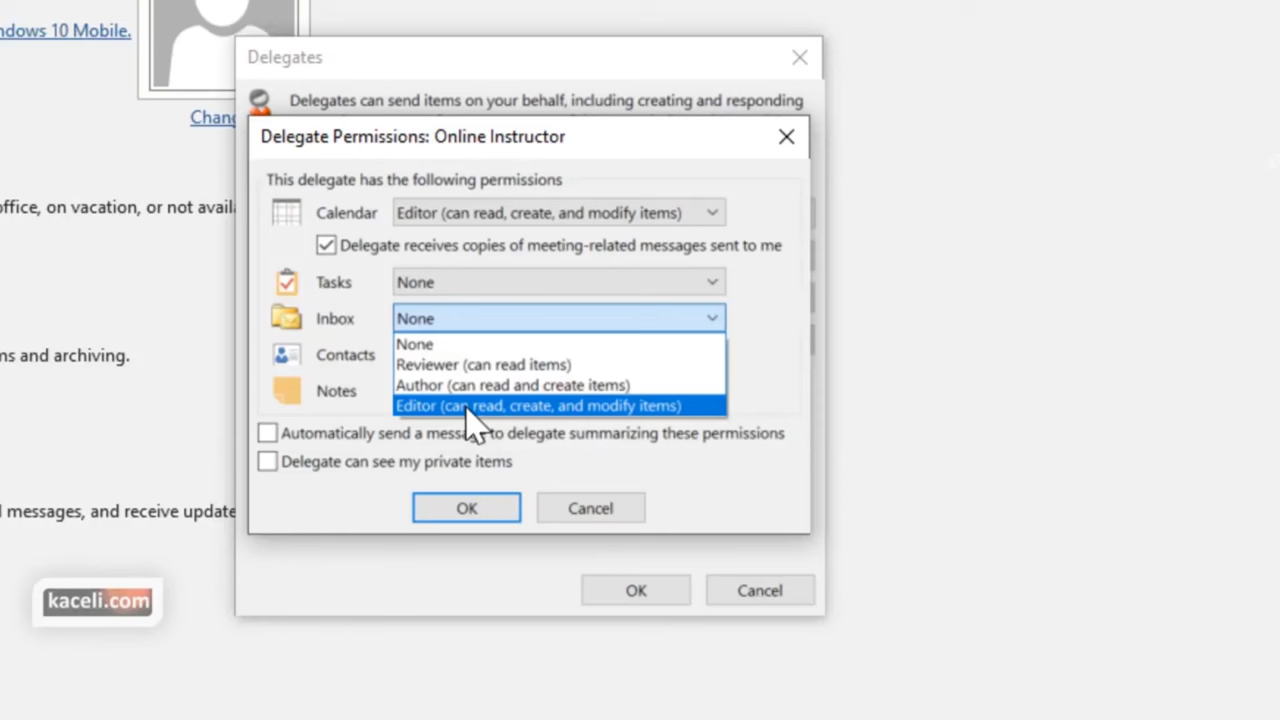 ndows 10 Mobile.
Delegates
Chang
Delegates can send items on your behalf, including creating and responding
Delegate Permissions: Online Instructor
This delegate has the following permissions
Calendar Editor (can read, create, and modify items)
Delegate receives copies of meeting-related messages sent to me
office, on vacation, or not avail
Tasks None
Inbox None
None
Reviewer (can read items)
Contacts
ms and archiving.
Author (can read and create items)
Notes
Editor (can read, create, and modify items)
Automatically send a message to delegate summarizing these permissions
Delegate can see my private items
OK Cancel
l messages, and receive update
OK Cancel
kaceli.com